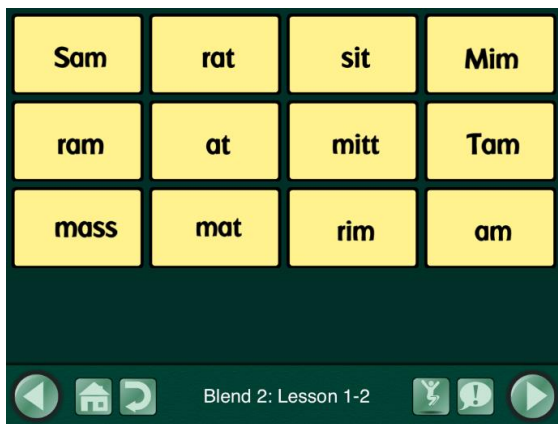 Sam rat sit Mim
ram at mitt Tam
mass mat rim am
Blend 2: Lesson 1-2